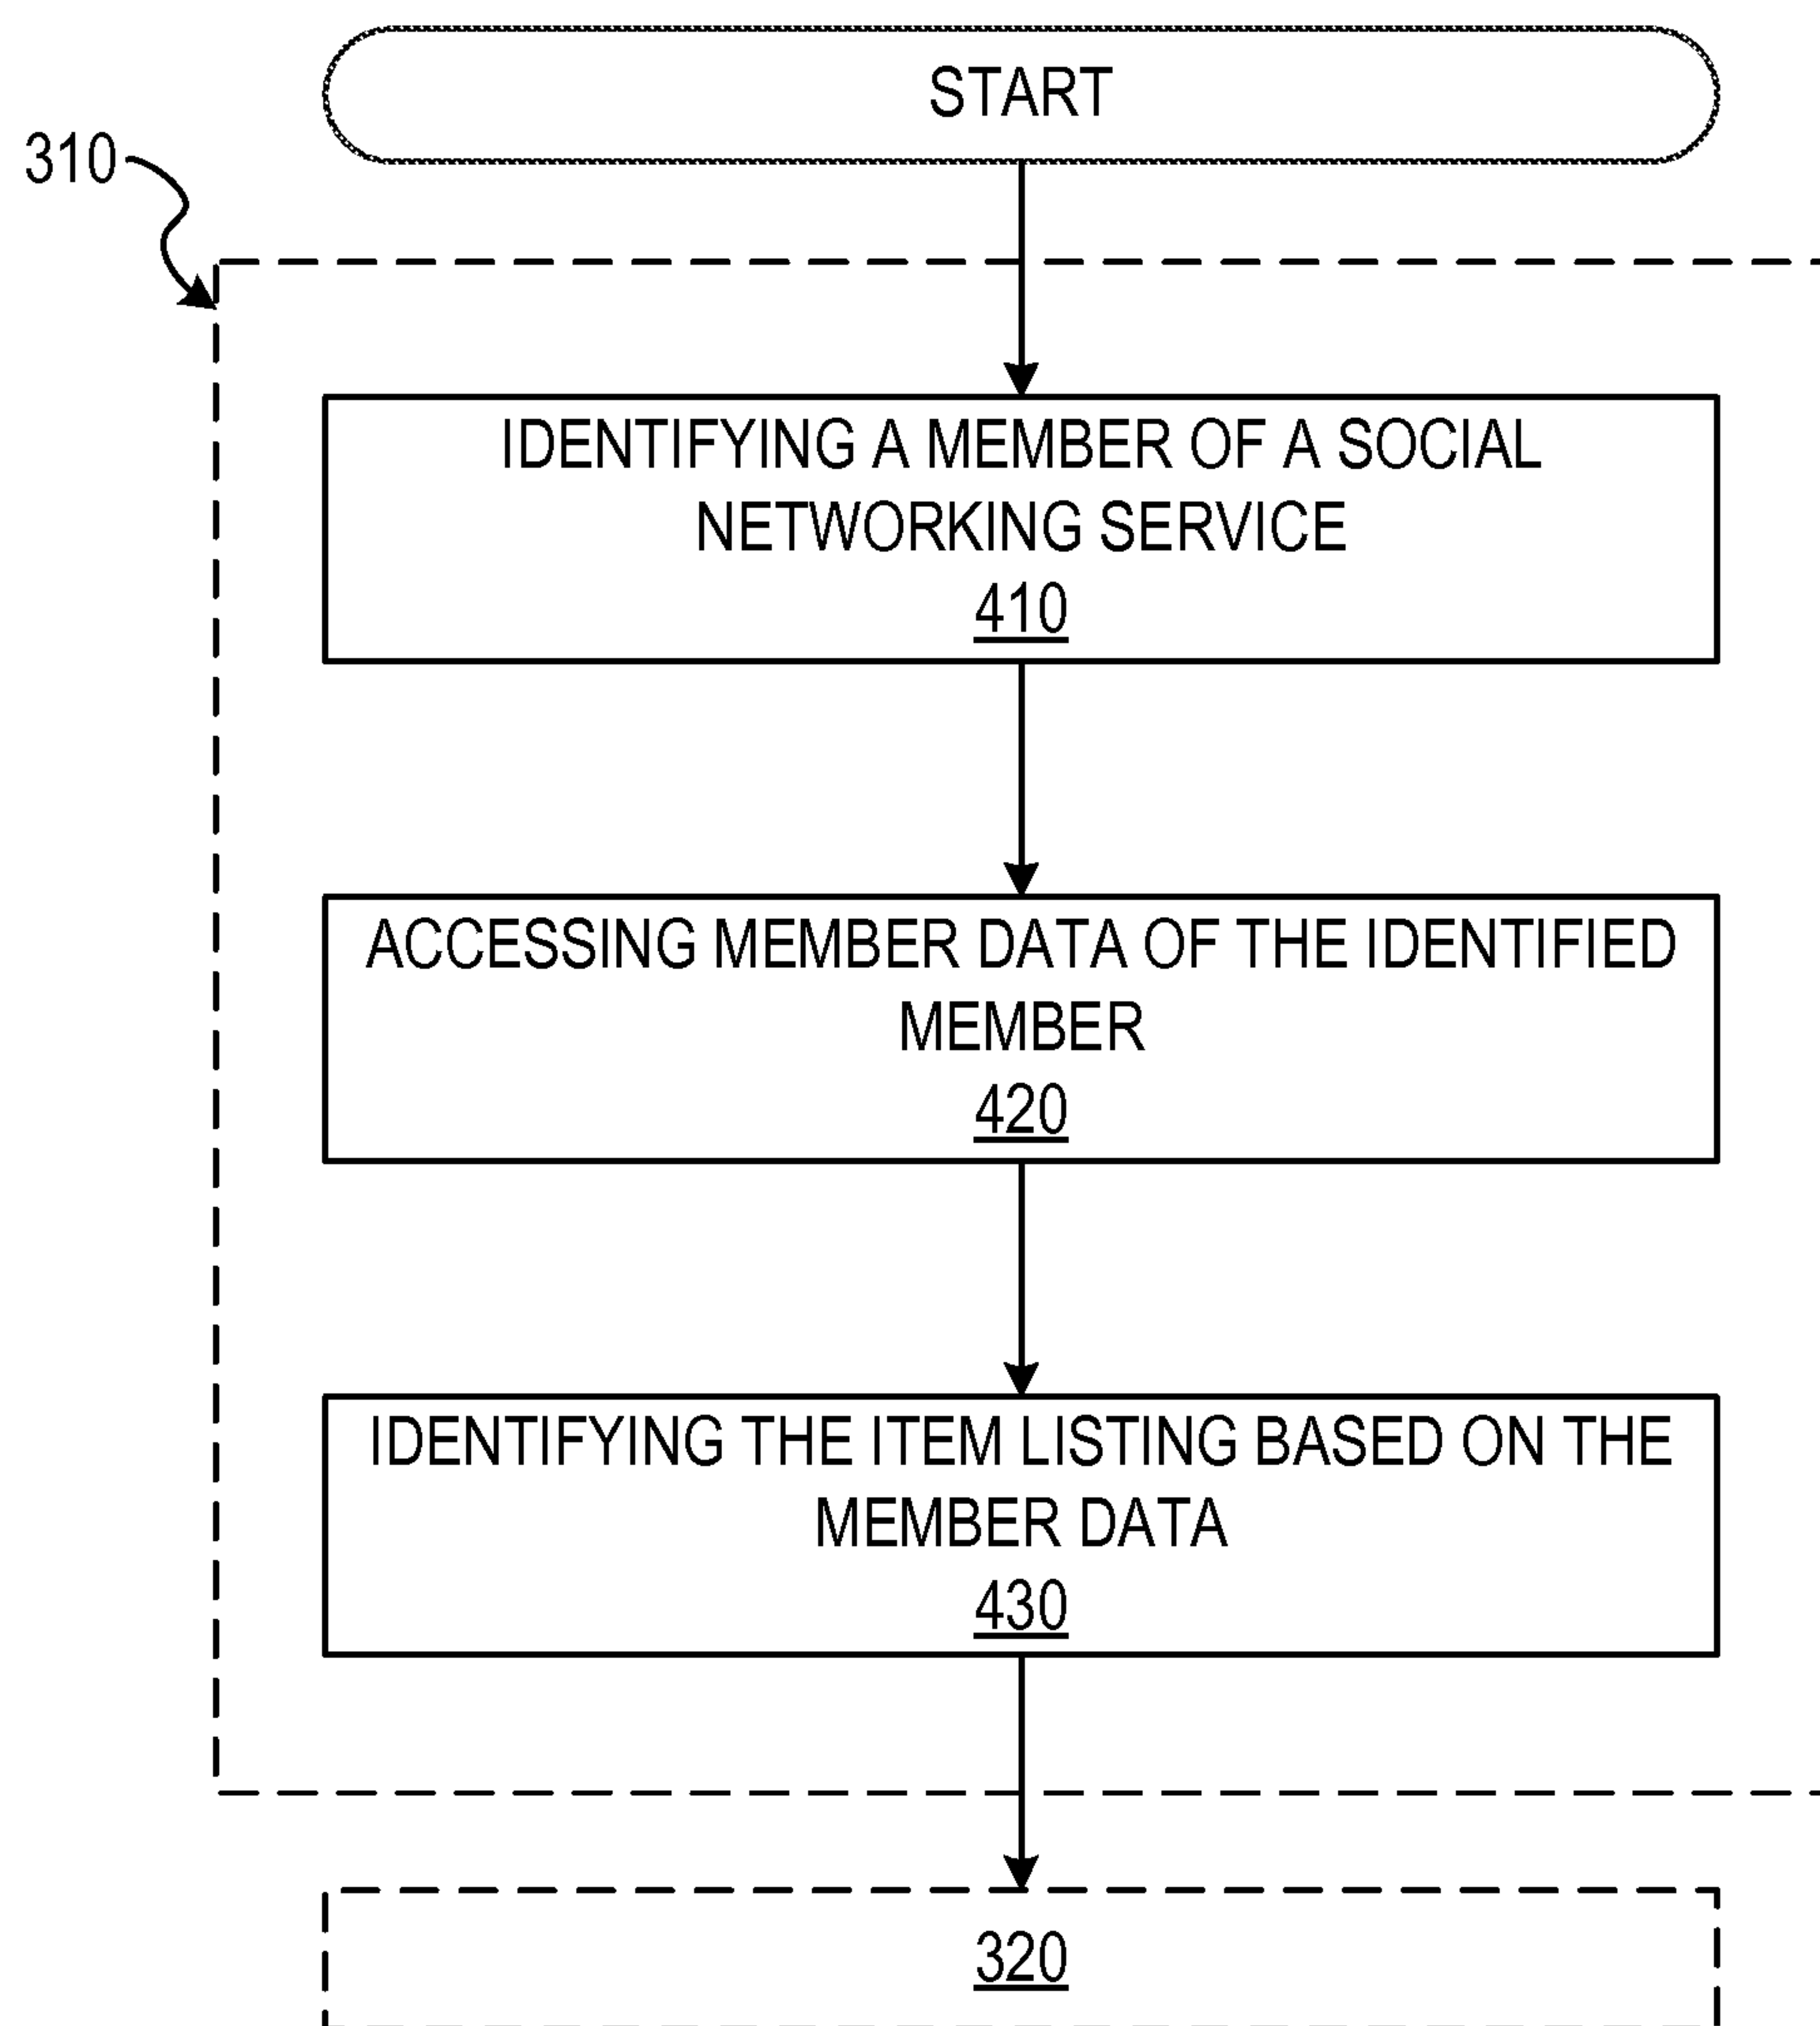 START
310
IDENTIFYING A MEMBER OF A SOCIAL
NETWORKING SERVICE
410
ACCESSING MEMBER DATA OF THE IDENTIFIED
MEMBER
420
IDENTIFYING THE ITEM LISTING BASED ON THE
MEMBER DATA
430
320